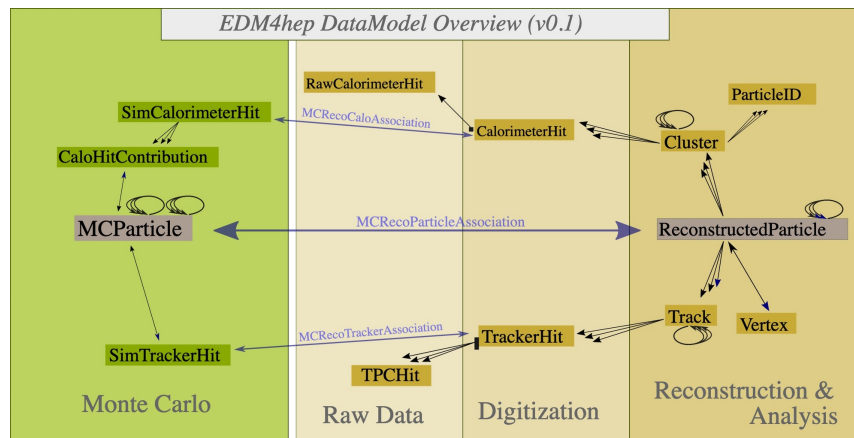 EDM4hep DataModel Overview (v0.1)
RawCalorimeterHit
ParticleID
SimCalorimeterHit
MCRecoCaloAssociation
CalorimeterHit
Cluster
CaloHitContribution
MCParticle
MCRecoParticleAssociation
ReconstructedParticle
MCRecoTrackerAssociation
TrackerHit
Track
Vertex
SimTrackerHit
TPCHit
Monte Carlo
Raw Data
Digitization
Reconstruction &
Analysis